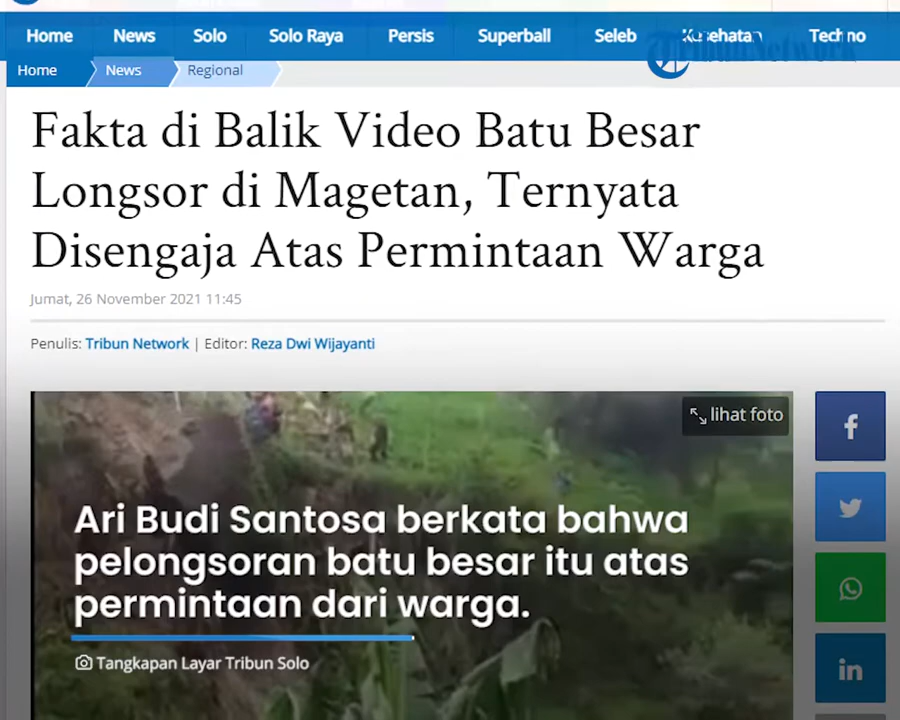 Home News Solo Solo Raya Persis Superball Seleb Kesehatan Techno
TribunNetwork
Home News Regional
Fakta di Balik Video Batu Besar
Longsor di Magetan, Ternyata
Disengaja Atas Permintaan Warga
Jumat, 26 November 2021 11:45
Penulis: Tribun Network | Editor: Reza Dwi Wijayanti
lihat foto
Ari Budi Santosa berkata bahwa
pelongsoran batu besar itu atas
permintaan dari warga.
Tangkapan Layar Tribun Solo